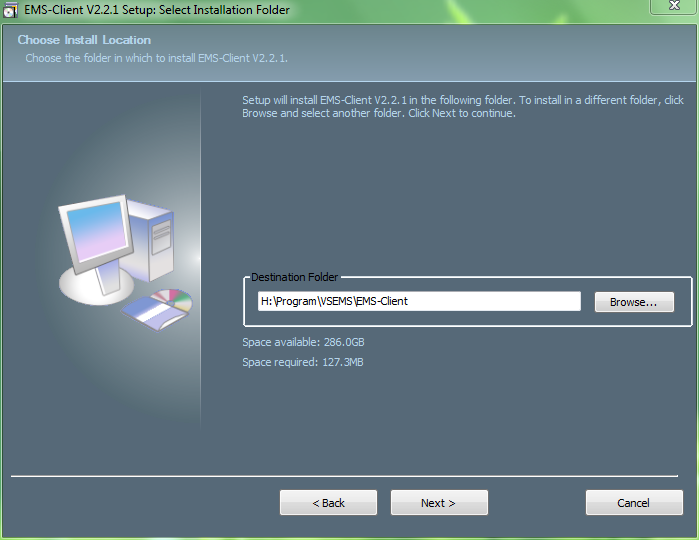 EMS-Client V2.2.1 Setup: Select Installation Folder
Choose Install Location
Choose the folder in which to install EMS-Client V2.2.1.
Setup will install EMS-Client V2.2.1 in the following folder. To install in a different folder, click
Browse and select another folder. Click Next to continue.
Destination Folder
H:\Program\VSEMS\EMS-Client
Browse...
Space available: 286.0GB
Space required: 127.3MB
< Back
Next >
Cancel